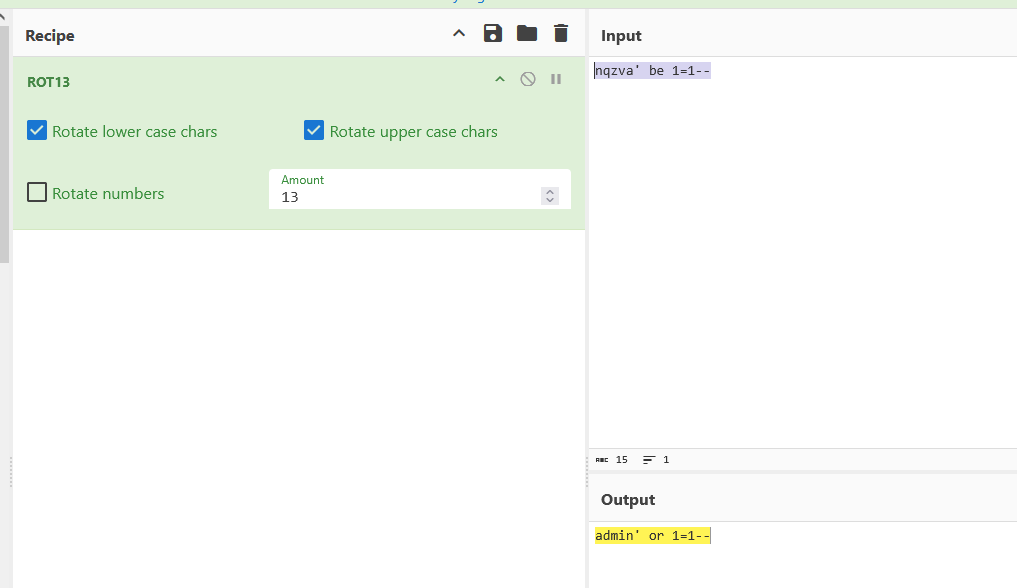 Recipe
ROT13
Rotate lower case chars
Rotate upper case chars
Rotate numbers
Amount
13
Input
nqzva' be 1=1--
ABC 15 1
Output
admin' or 1=1--